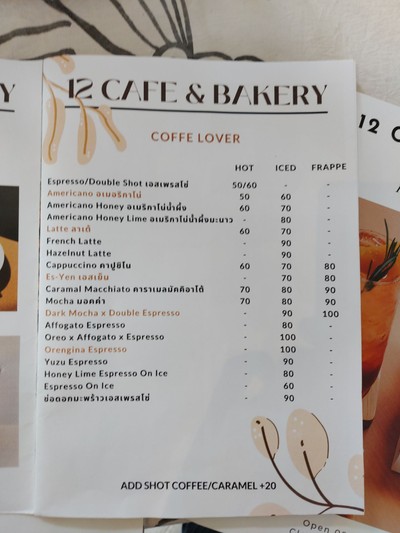 Y
12 CAFE & BAKERY
COFFE LOVER
HOT ICED FRAPPE
Espresso/Double Shot เอสเพรสโซ่ 50/60 - -
Americano อเมอริกาโน่ 50 60 -
Americano Honey อเมริกาโน่น้ำผึ้ง 60 70 -
Americano Honey Lime อเมริกาโน่น้ำผึ้งมะนาว - 80 -
Latte ลาเต้ 60 70 -
French Latte - 90 -
Hazelnut Latte - 90 -
Cappuccino คาปูชิโน 60 70 80
Es-Yen เอสเย็น - 70 80
Caramal Macchiato คาราเมลมัคคิอาโต้ 70 80 90
Mocha มอคค่า 70 80 90
Dark Mocha x Double Espresso - 90 100
Affogato Espresso - 80 -
Oreo x Affogato x Espresso - 100 -
Orengina Espresso - 100 -
Yuzu Espresso - 90 -
Honey Lime Espresso On Ice - 80 -
Espresso On Ice - 60 -
ช่อดอกมะพร้าวเอสเพรสโซ่ - 90 -
ADD SHOT COFFEE/CARAMEL +20
12 C
Open